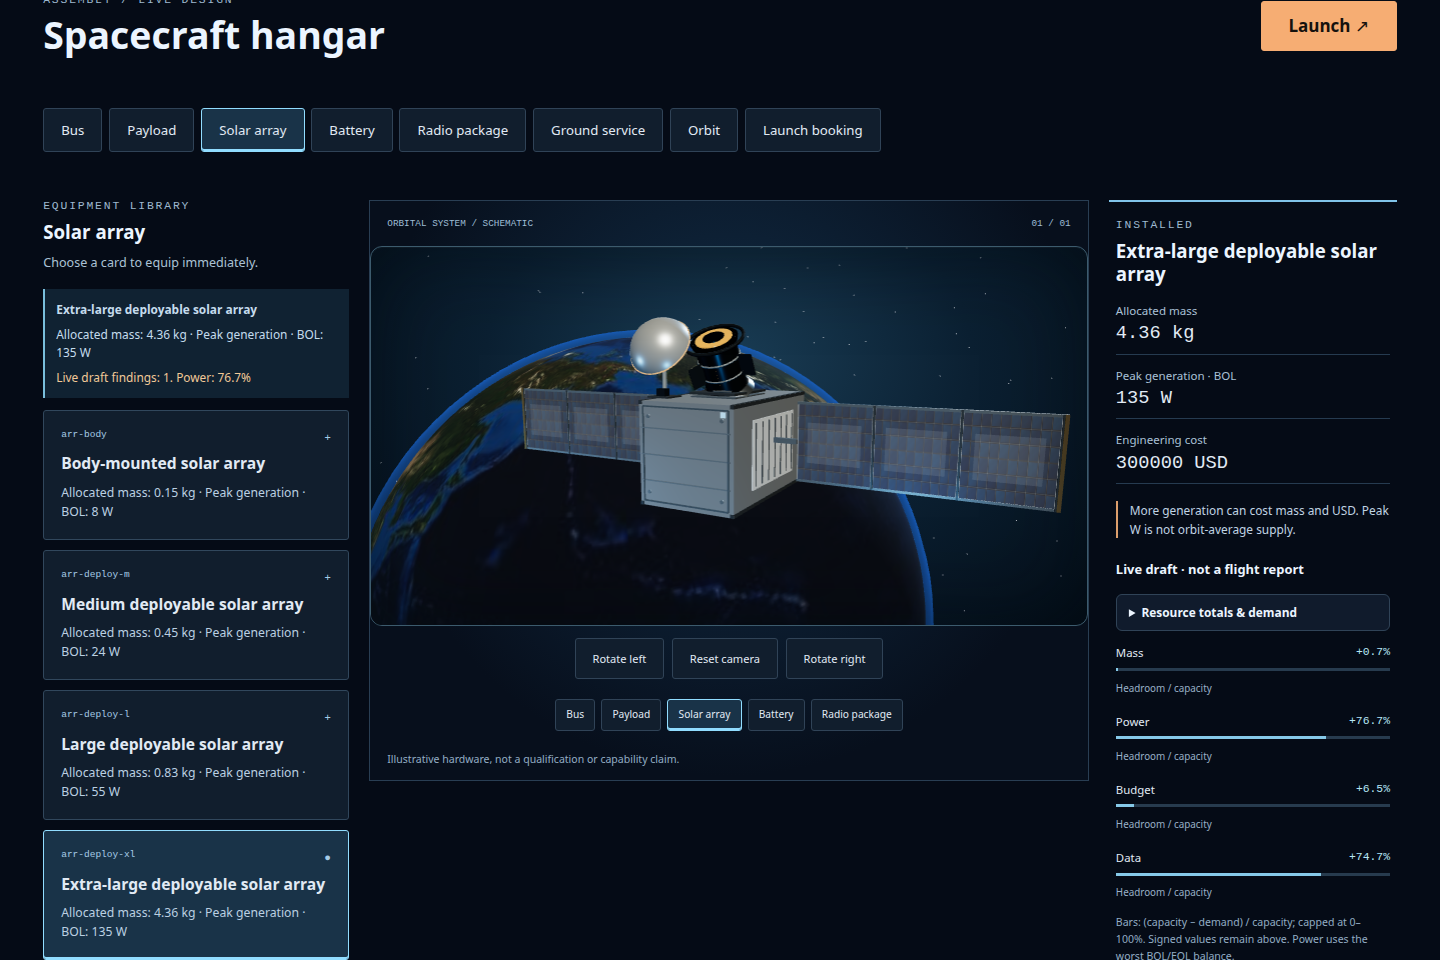 ASSEMBLY / LIVE DESIGN
Spacecraft hangar
Launch ↗
Bus
Payload
Solar array
Battery
Radio package
Ground service
Orbit
Launch booking
EQUIPMENT LIBRARY
Solar array
Choose a card to equip immediately.
Extra-large deployable solar array
Allocated mass: 4.36 kg · Peak generation · BOL:
135 W
Live draft findings: 1. Power: 76.7%
arr-body
+
Body-mounted solar array
Allocated mass: 0.15 kg · Peak generation ·
BOL: 8 W
arr-deploy-m
+
Medium deployable solar array
Allocated mass: 0.45 kg · Peak generation ·
BOL: 24 W
arr-deploy-l
+
Large deployable solar array
Allocated mass: 0.83 kg · Peak generation ·
BOL: 55 W
arr-deploy-xl
●
Extra-large deployable solar array
Allocated mass: 4.36 kg · Peak generation ·
BOL: 135 W
ORBITAL SYSTEM / SCHEMATIC
01 / 01
Rotate left
Reset camera
Rotate right
Bus
Payload
Solar array
Battery
Radio package
Illustrative hardware, not a qualification or capability claim.
INSTALLED
Extra-large deployable solar
array
Allocated mass
4.36 kg
Peak generation · BOL
135 W
Engineering cost
300000 USD
More generation can cost mass and USD. Peak
W is not orbit-average supply.
Live draft · not a flight report
▶ Resource totals & demand
Mass
+0.7%
Headroom / capacity
Power
+76.7%
Headroom / capacity
Budget
+6.5%
Headroom / capacity
Data
+74.7%
Headroom / capacity
Bars: (capacity − demand) / capacity; capped at 0–
100%. Signed values remain above. Power uses the
worst BOL/EOL balance.